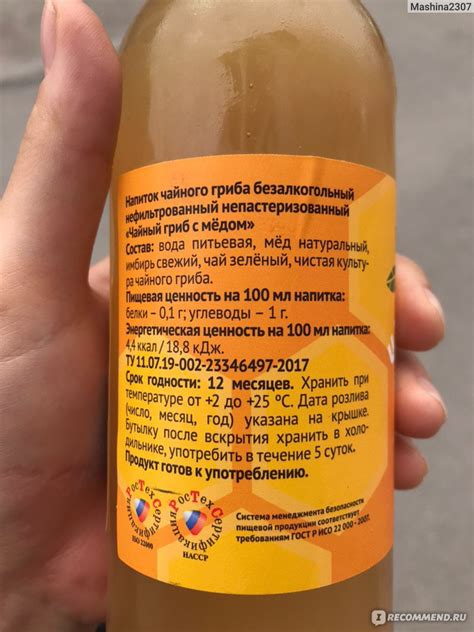 Mashina2307
Напиток чайного гриба безалкогольный
нефильтрованный непастеризованный
«Чайный гриб с мёдом»
Состав: вода питьевая, мёд натуральный,
имбирь свежий, чай зелёный, чистая культу-
ра чайного гриба.
Пищевая ценность на 100 мл напитка:
белки – 0,1 г; углеводы – 1 г.
Энергетическая ценность на 100 мл напитка:
4,4 ккал / 18,8 кДж.
ТУ 11.07.19-002-23346497-2017
Срок годности: 12 месяцев. Хранить при
температуре от +2 до +25 °С. Дата розлива
(число, месяц, год) указана на крышке.
Бутылку после вскрытия хранить в холо-
дильнике, употребить в течение 5 суток.
Продукт готов к употреблению.
РосТехСертификация
ISO 22000
РосТехСертификация
HACCP
Система менеджмента безопасности
пищевой продукции соответствует
требованиям ГОСТ Р ИСО 22 000 - 2007.
IRECOMMEND.RU